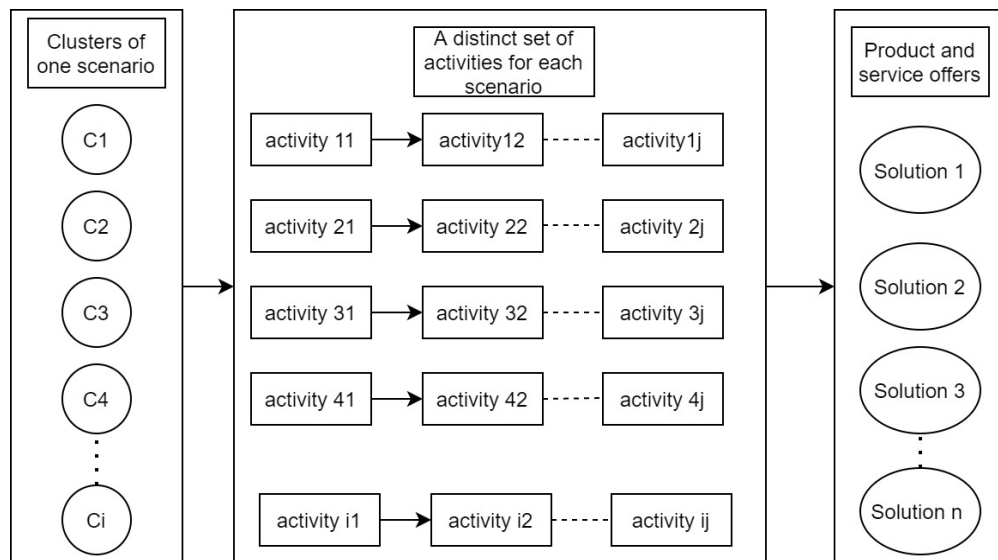 Clusters of
one scenario
C1
C2
C3
C4
Ci
A distinct set of
activities for each
scenario
activity 11
activity12
activity1j
activity 21
activity 22
activity 2j
activity 31
activity 32
activity 3j
activity 41
activity 42
activity 4j
activity i1
activity i2
activity ij
Product and
service offers
Solution 1
Solution 2
Solution 3
Solution n